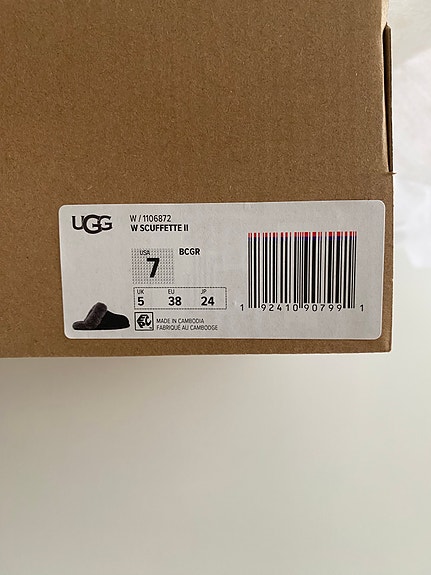 UGG
W / 1106872
W SCUFFETTE II
USA
7
BCGR
UK EU JP
5 38 24
MADE IN CAMBODIA
FABRIQUÉ AU CAMBODGE
1 92410 90799 1